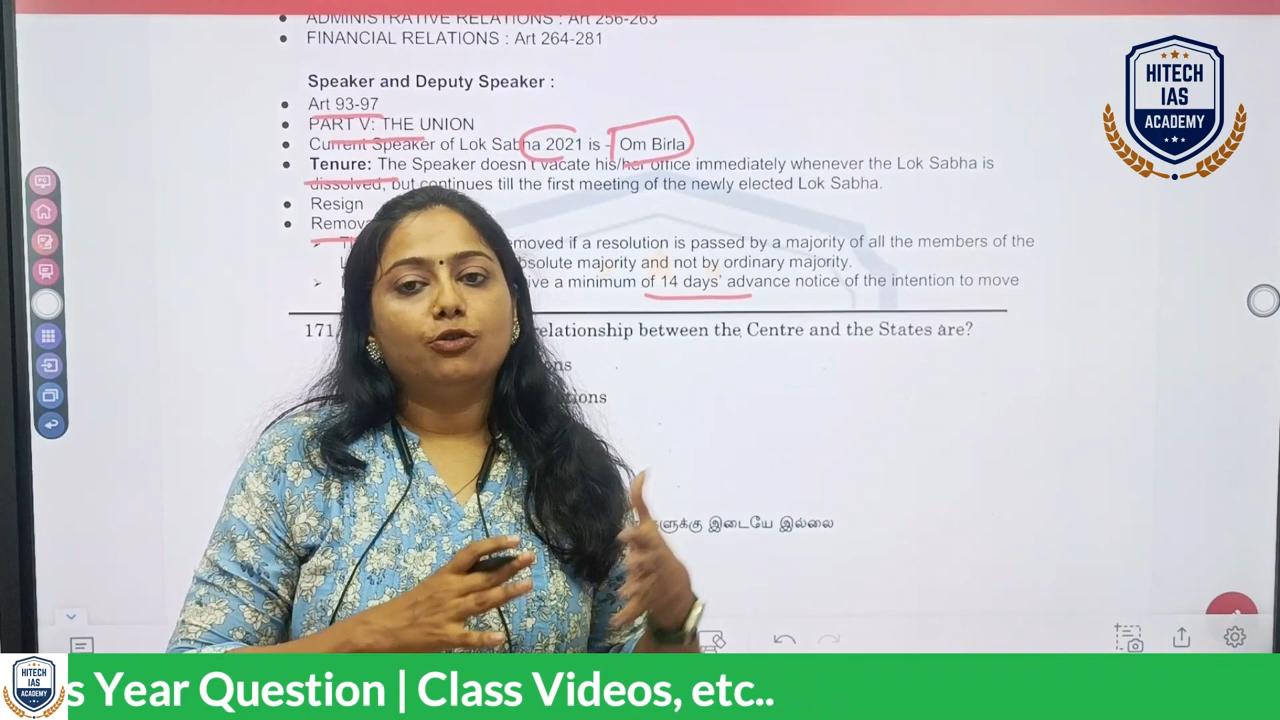 ADMINISTRATIVE RELATIONS : Art 256-263
FINANCIAL RELATIONS : Art 264-281
HITECH
IAS
ACADEMY
Speaker and Deputy Speaker :
Art 93-97
PART V: THE UNION
Current Speaker of Lok Sabha 2021 is - Om Birla
Tenure: The Speaker doesn't vacate his/her office immediately whenever the Lok Sabha is
dissolved, but continues till the first meeting of the newly elected Lok Sabha.
Resign
emoved if a resolution is passed by a majority of all the members of the
bsolute majority and not by ordinary majority.
ive a minimum of 14 days' advance notice of the intention to move
171 relationship between the Centre and the States are?
ons
tions
களுக்கு இடையே இல்லை
HITECH
IAS
ACADEMY
s Year Question | Class Videos, etc..